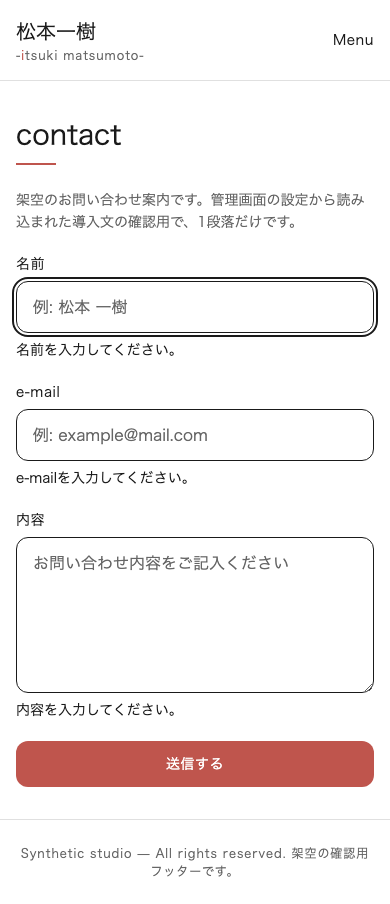 松本一樹
-itsuki matsumoto-
Menu
contact
架空のお問い合わせ案内です。管理画面の設定から読み
込まれた導入文の確認用で、1段落だけです。
名前
例: 松本 一樹
名前を入力してください。
e-mail
例: example@mail.com
e-mailを入力してください。
内容
お問い合わせ内容をご記入ください
内容を入力してください。
送信する
Synthetic studio — All rights reserved. 架空の確認用
フッターです。